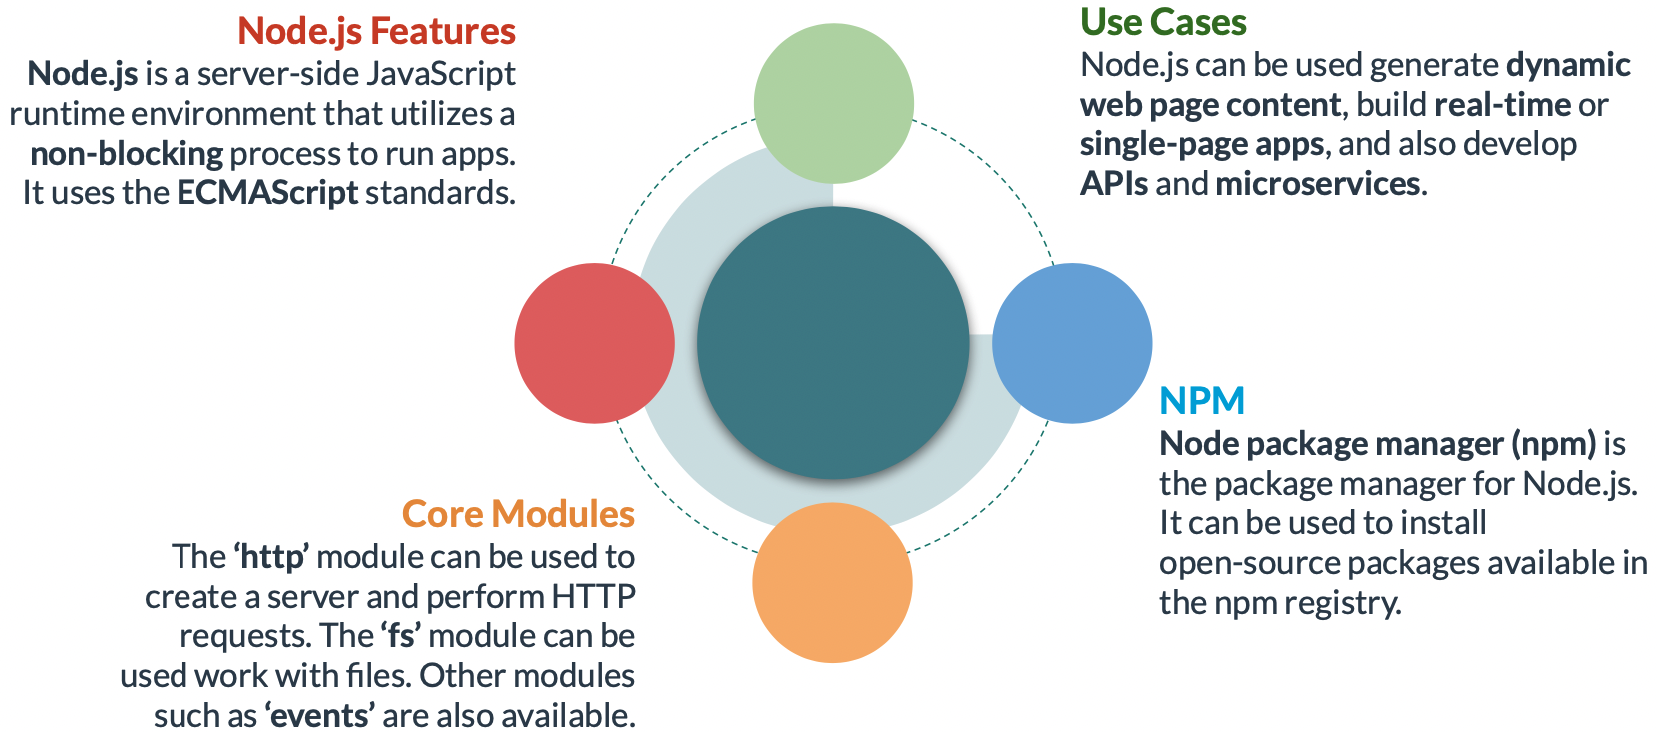 Node.js Features
Node.js is a server-side JavaScript
runtime environment that utilizes a
non-blocking process to run apps.
It uses the ECMAScript standards.
Use Cases
Node.js can be used generate dynamic
web page content, build real-time or
single-page apps, and also develop
APIs and microservices.
NPM
Node package manager (npm) is
the package manager for Node.js.
It can be used to install
open-source packages available in
the npm registry.
Core Modules
The ‘http’ module can be used to
create a server and perform HTTP
requests. The ‘fs’ module can be
used work with files. Other modules
such as ‘events’ are also available.